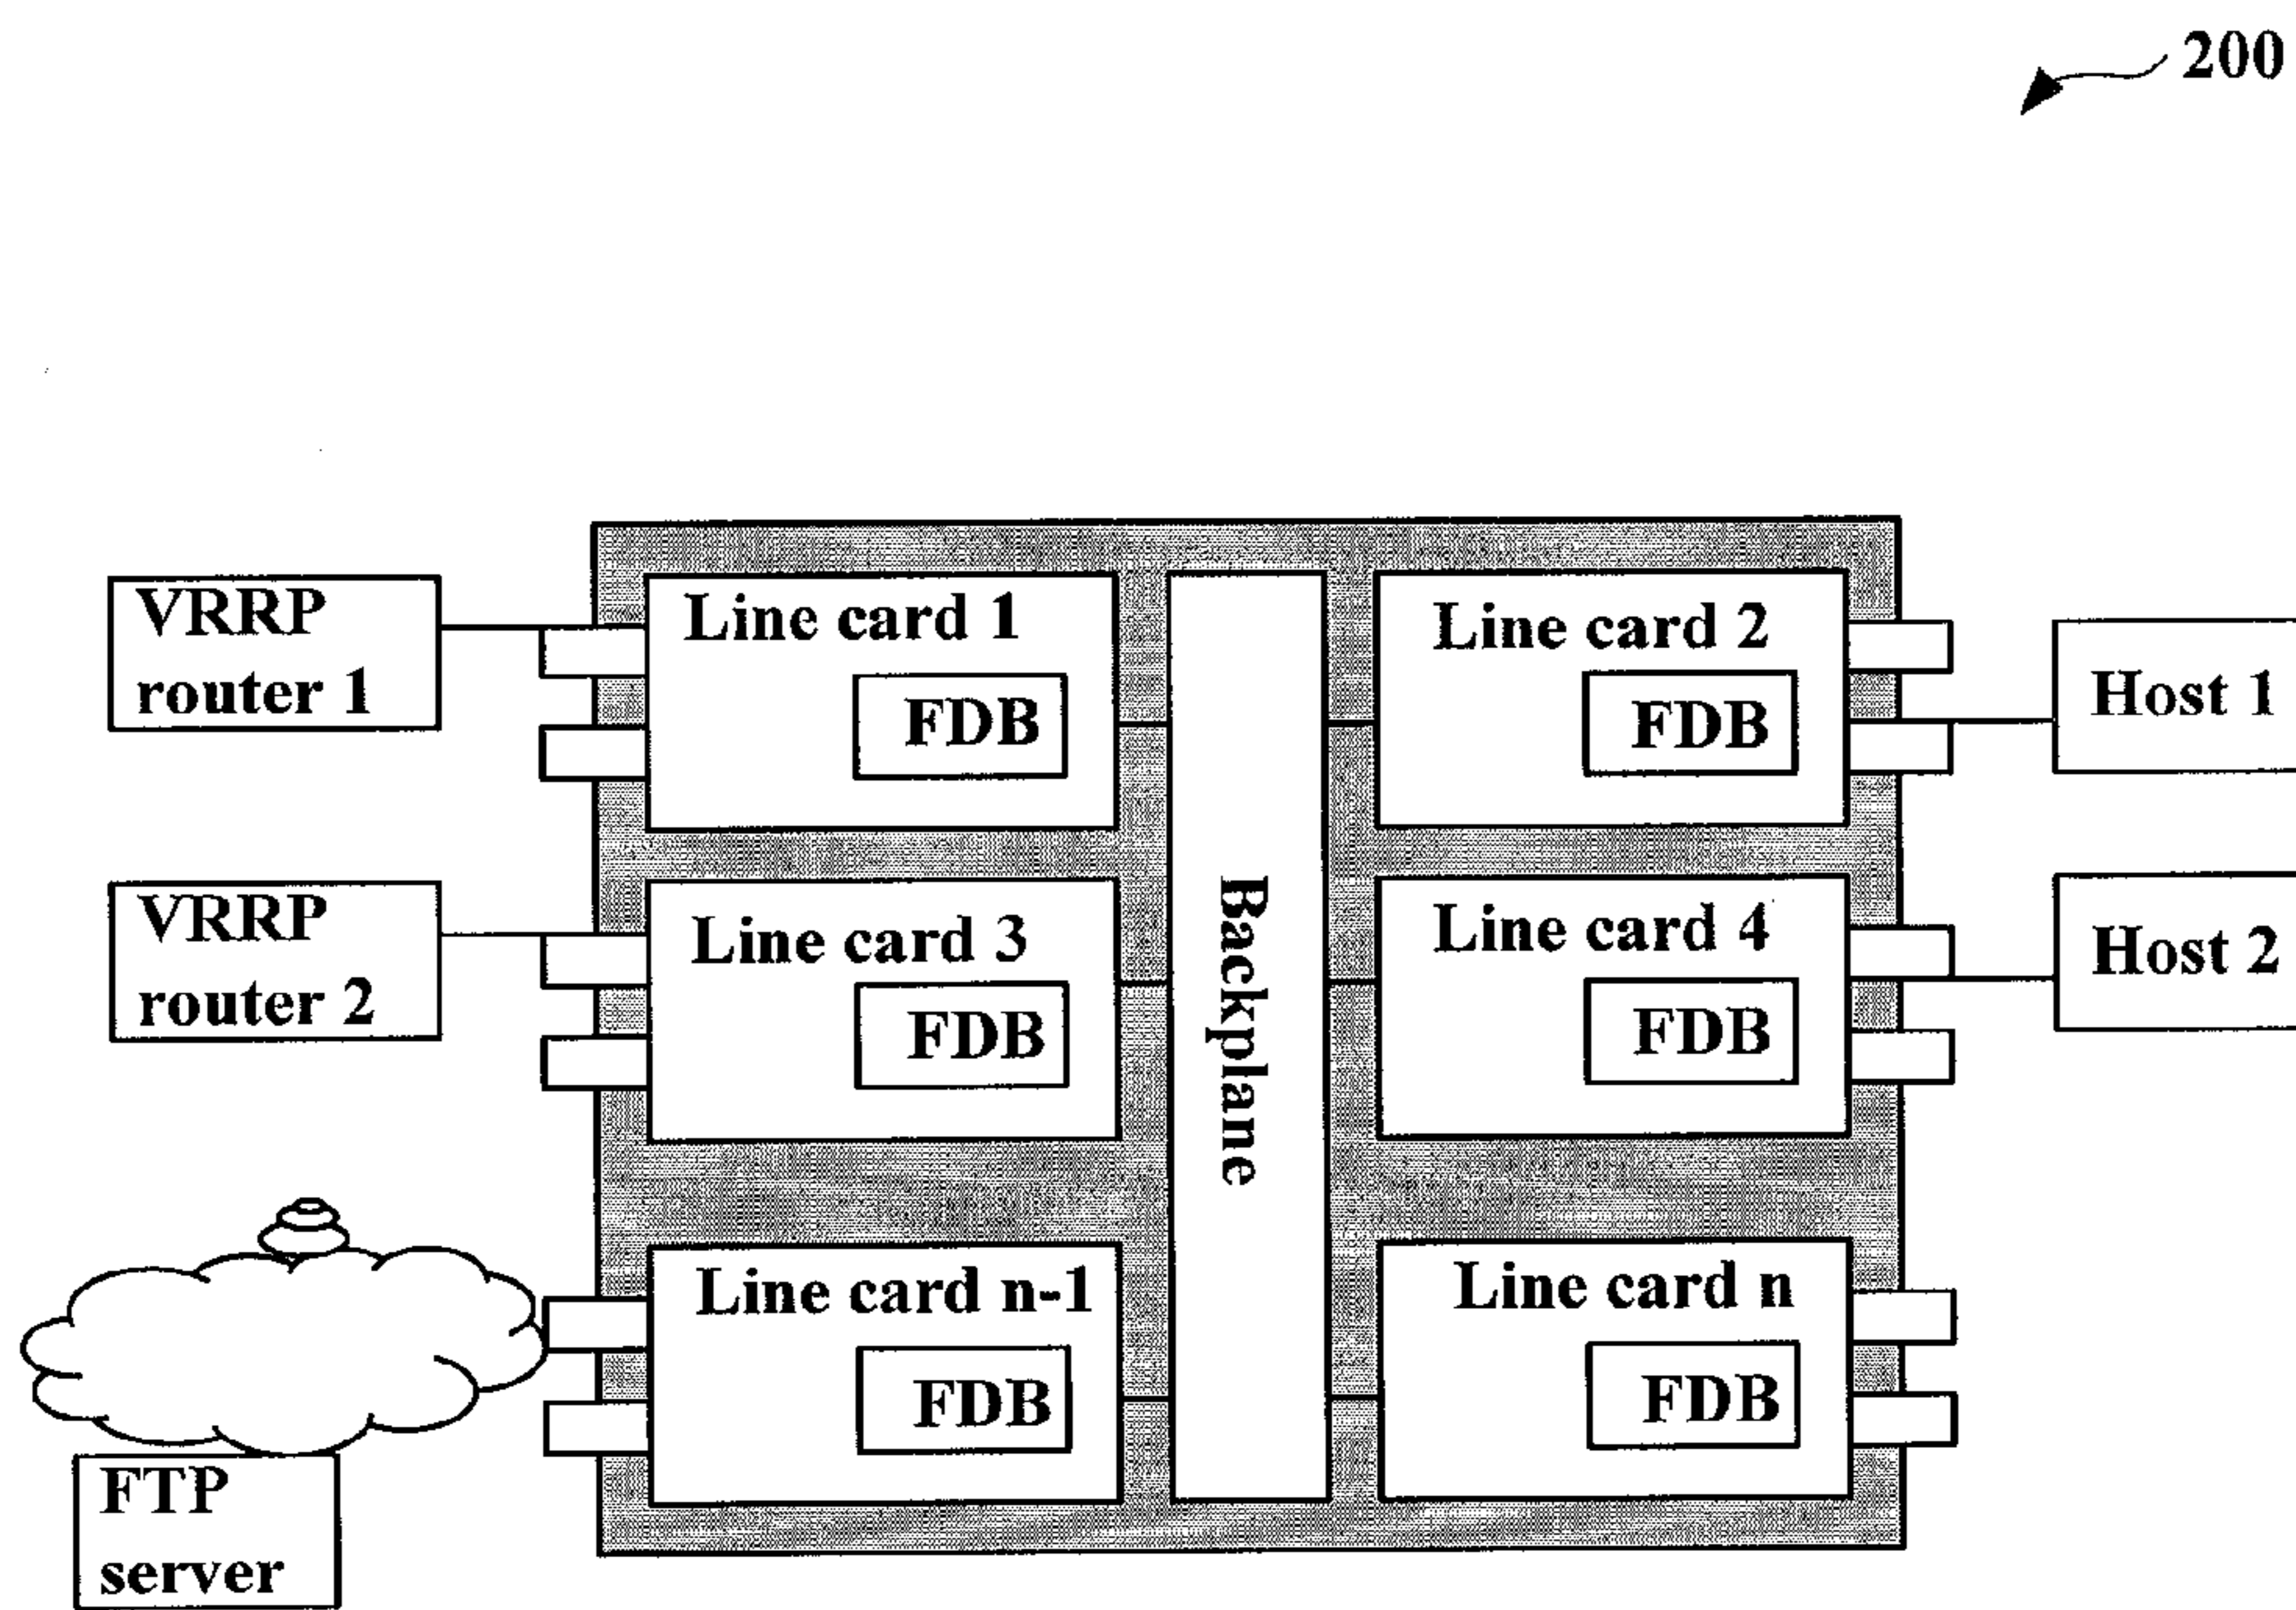 200
VRRP
router 1
Line card 1
FDB
Line card 2
FDB
Host 1
VRRP
router 2
Line card 3
FDB
Backplane
Line card 4
FDB
Host 2
Line card n-1
FDB
Line card n
FDB
FTP
server